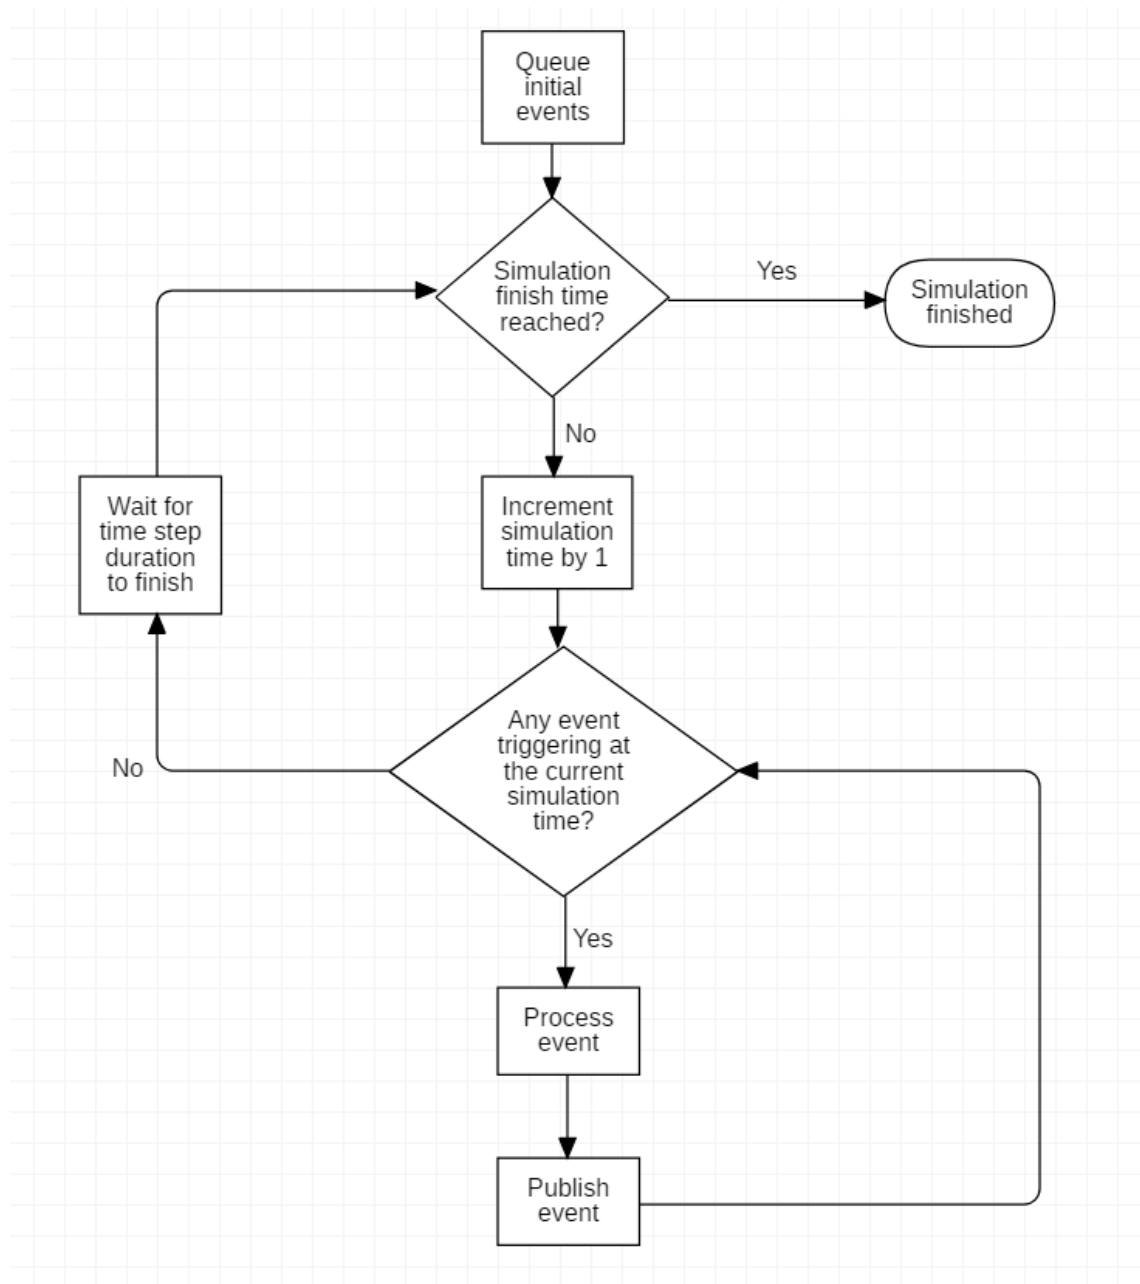 Queue
initial
events
Simulation
finish time
reached?
Yes
Simulation
finished
No
Increment
simulation
time by 1
Wait for
time step
duration
to finish
Any event
triggering at
the current
simulation
time?
No
Yes
Process
event
Publish
event